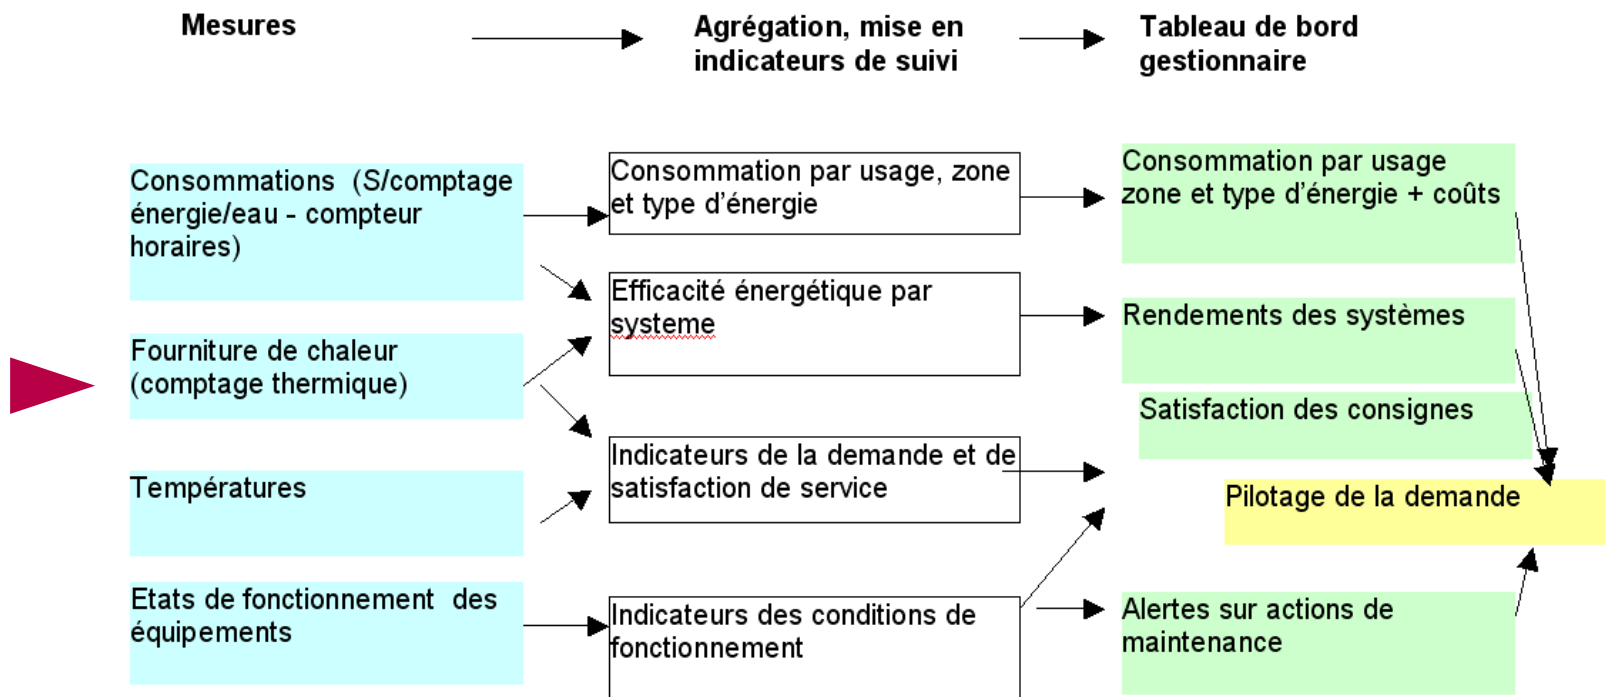 Mesures
Agrégation, mise en
indicateurs de suivi
Tableau de bord
gestionnaire
Consommations (S/comptage
énergie/eau - compteur
horaires)
Fourniture de chaleur
(comptage thermique)
Températures
Etats de fonctionnement des
équipements
Consommation par usage, zone
et type d’énergie
Efficacité énergétique par
systeme
Indicateurs de la demande et de
satisfaction de service
Indicateurs des conditions de
fonctionnement
Consommation par usage
zone et type d’énergie + coûts
Rendements des systèmes
Satisfaction des consignes
Pilotage de la demande
Alertes sur actions de
maintenance